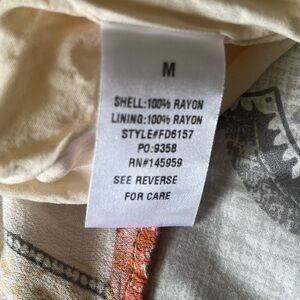 M
SHELL:100% RAYON
LINING:100% RAYON
STYLE#FD6157
PO:9358
RN#145959
SEE REVERSE
FOR CARE